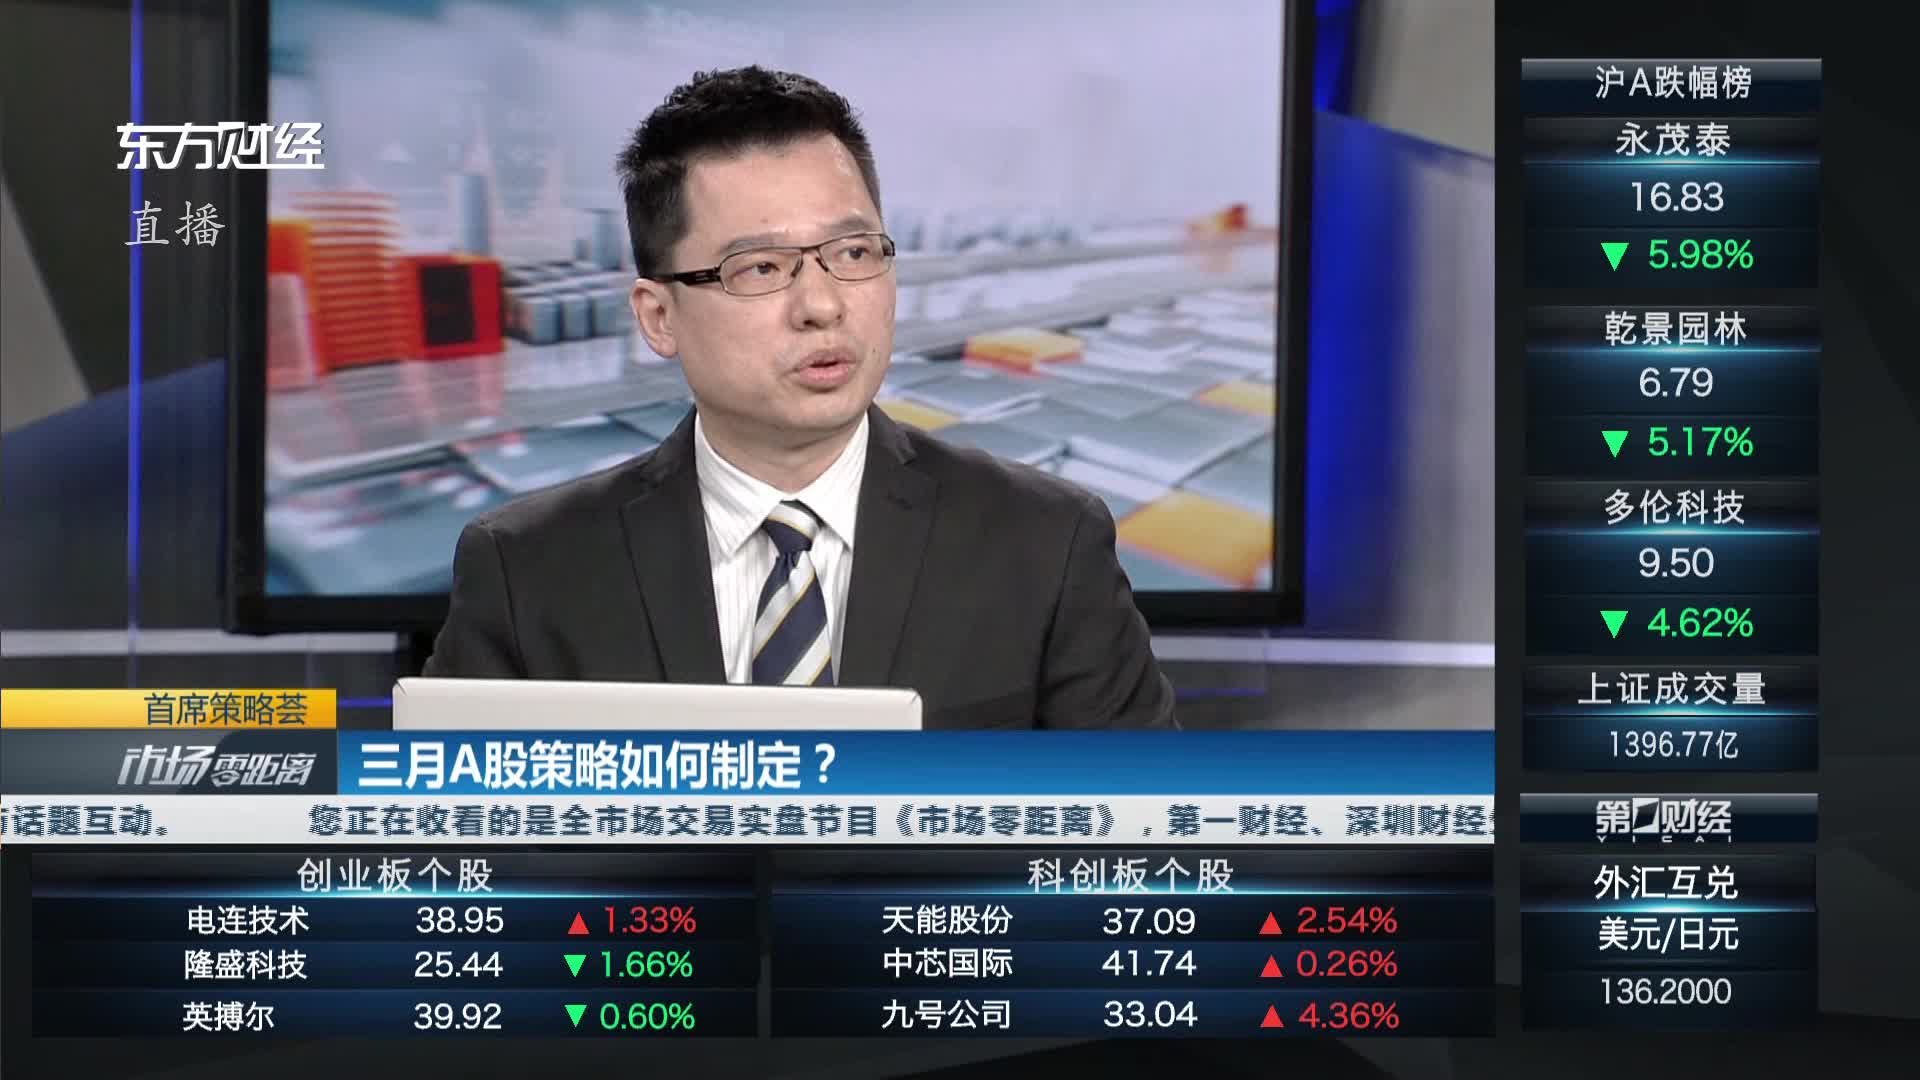 东方财经
直播
首席策略荟
市场零距离
三月A股策略如何制定？
话题互动。 您正在收看的是全市场交易实盘节目《市场零距离》，第一财经、深圳财经
创业板个股
电连技术 38.95 ▲ 1.33%
隆盛科技 25.44 ▼ 1.66%
英搏尔 39.92 ▼ 0.60%
科创板个股
天能股份 37.09 ▲ 2.54%
中芯国际 41.74 ▲ 0.26%
九号公司 33.04 ▲ 4.36%
沪A跌幅榜
永茂泰
16.83
▼ 5.98%
乾景园林
6.79
▼ 5.17%
多伦科技
9.50
▼ 4.62%
上证成交量
1396.77亿
第一财经
YICAI
外汇互兑
美元/日元
136.2000